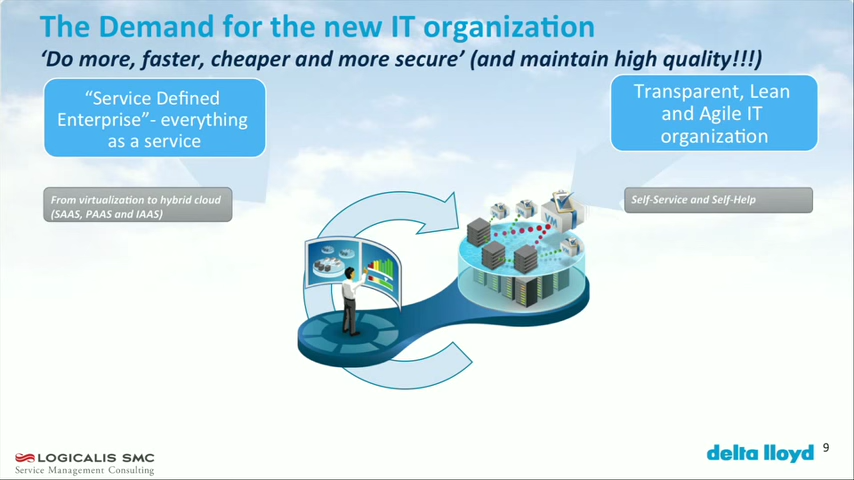 The Demand for the new IT organization
‘Do more, faster, cheaper and more secure’ (and maintain high quality!!!)
“Service Defined
Enterprise”- everything
as a service
Transparent, Lean
and Agile IT
organization
From virtualization to hybrid cloud
(SAAS, PAAS and IAAS)
Self-Service and Self-Help
VM
LOGICALIS SMC
Service Management Consulting
delta lloyd
9